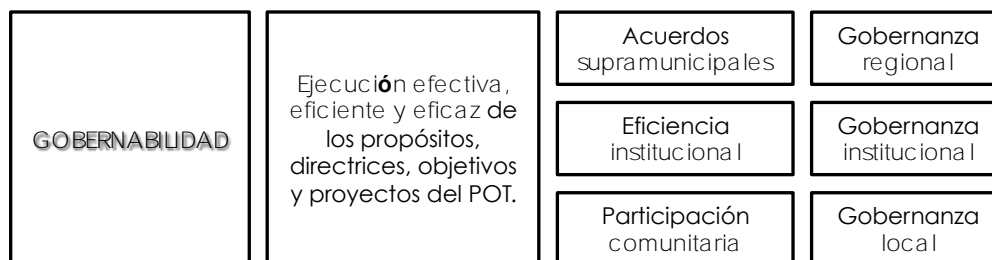 GOBERNABILIDAD
Ejecución efectiva,
eficiente y eficaz de
los propósitos,
directrices, objetivos
y proyectos del POT.
Acuerdos
supramunicipales
Gobernanza
regional
Eficiencia
institucional
Gobernanza
institucional
Participación
comunitaria
Gobernanza
local